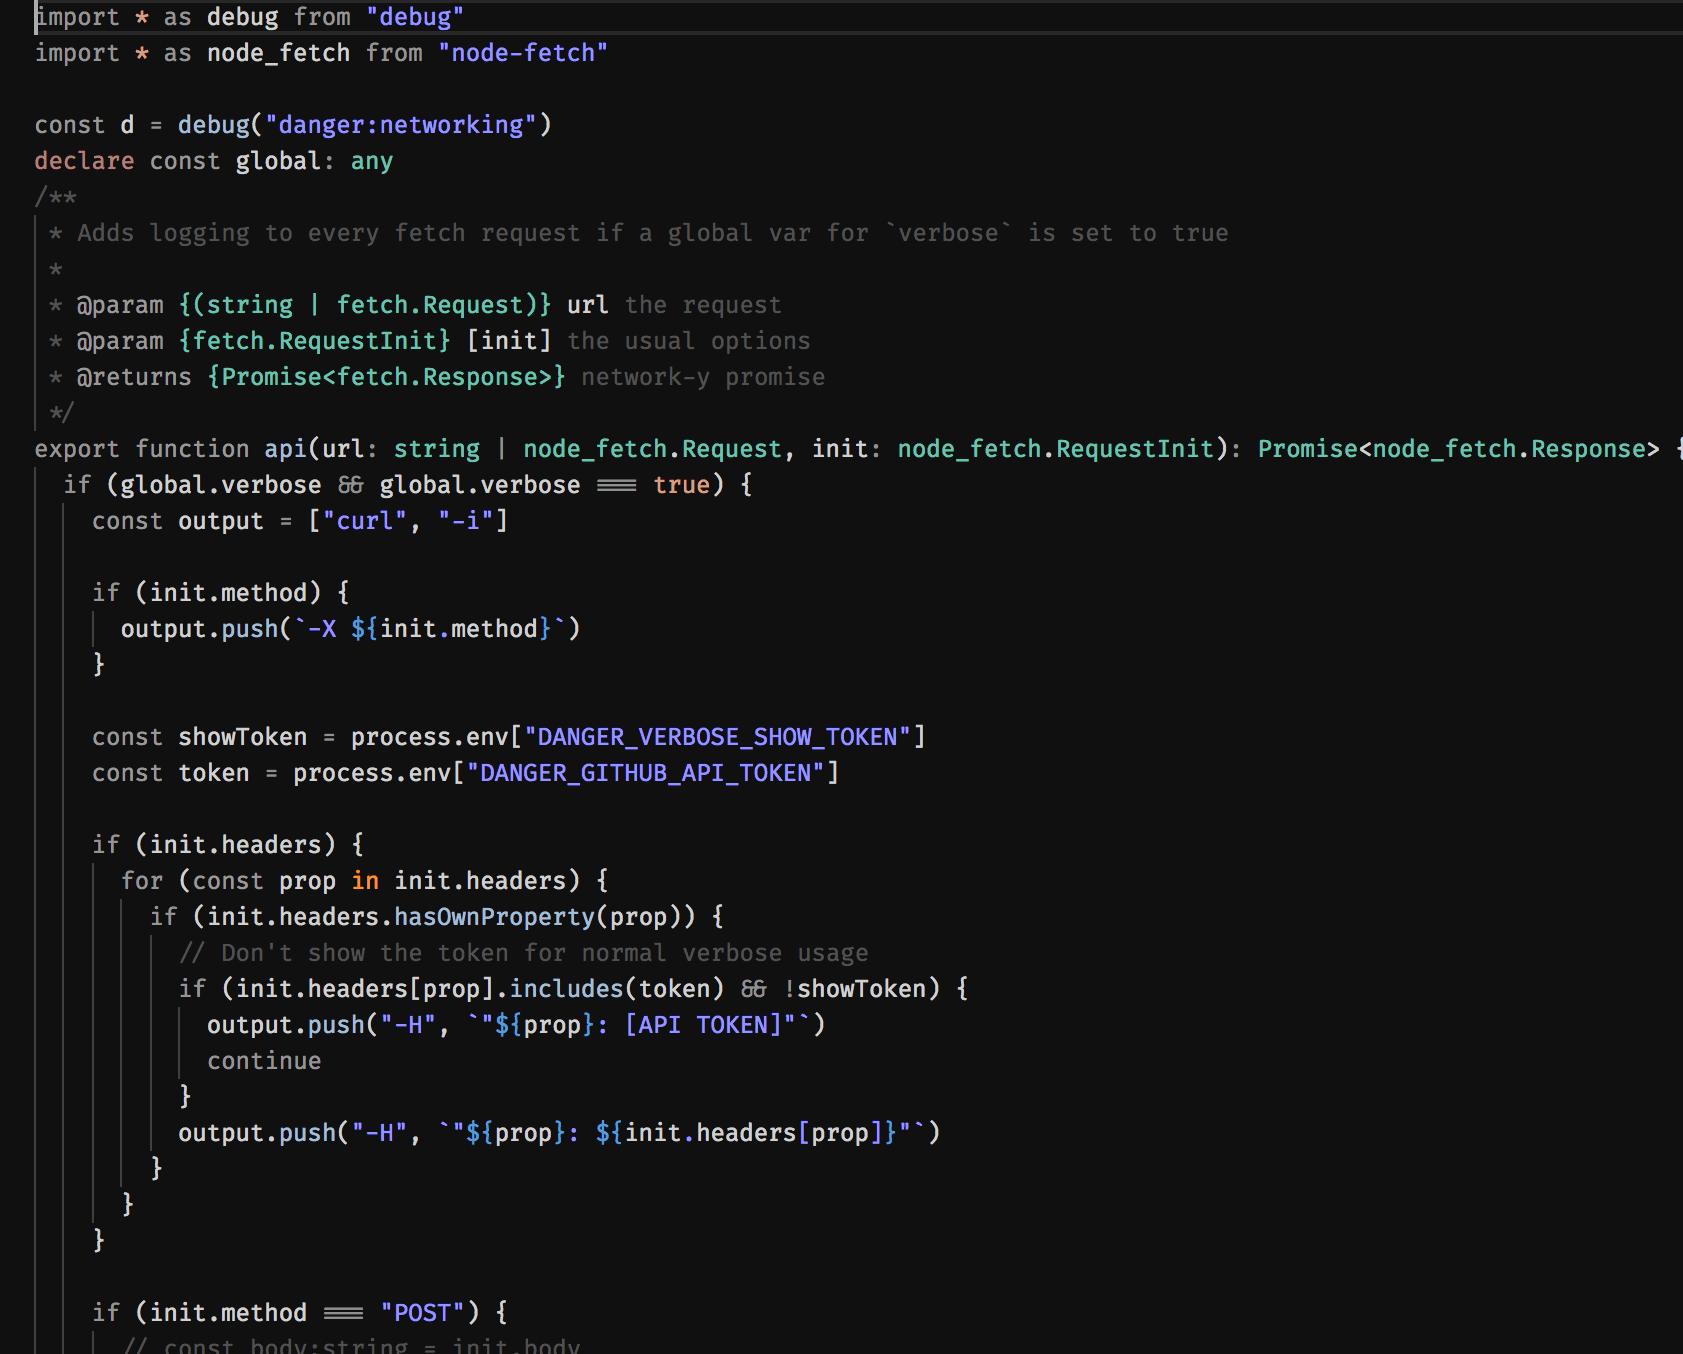 import * as debug from "debug"
import * as node_fetch from "node-fetch"
const d = debug("danger:networking")
declare const global: any
/**
* Adds logging to every fetch request if a global var for `verbose` is set to true
*
* @param {(string | fetch.Request)} url the request
* @param {fetch.RequestInit} [init] the usual options
* @returns {Promise<fetch.Response>} network-y promise
*/
export function api(url: string | node_fetch.Request, init: node_fetch.RequestInit): Promise<node_fetch.Response> {
if (global.verbose && global.verbose === true) {
const output = ["curl", "-i"]
if (init.method) {
output.push(`-X ${init.method}`)
}
const showToken = process.env["DANGER_VERBOSE_SHOW_TOKEN"]
const token = process.env["DANGER_GITHUB_API_TOKEN"]
if (init.headers) {
for (const prop in init.headers) {
if (init.headers.hasOwnProperty(prop)) {
// Don't show the token for normal verbose usage
if (init.headers[prop].includes(token) && !showToken) {
output.push("-H", `"${prop}: [API TOKEN]"`)
continue
}
output.push("-H", `"${prop}: ${init.headers[prop]}"`)
}
}
}
if (init.method === "POST") {
// const body:string = init.body